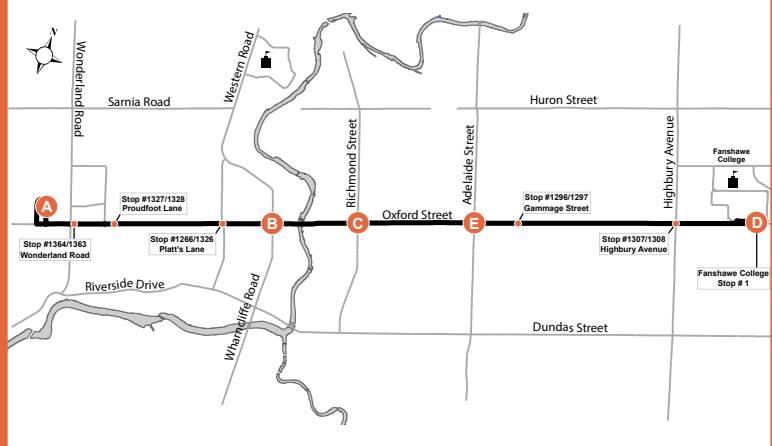 N
Wonderland Road
Western Road
Sarnia Road
Huron Street
Richmond Street
Adelaide Street
Highbury Avenue
Fanshawe
College
A
Stop #1327/1328
Proudfoot Lane
Stop #1296/1297
Gammage Street
Oxford Street
B
C
E
D
Stop #1364/1363
Wonderland Road
Stop #1266/1326
Platt's Lane
Stop #1307/1308
Highbury Avenue
Fanshawe College
Stop # 1
Riverside Drive
Wharncliffe Road
Dundas Street